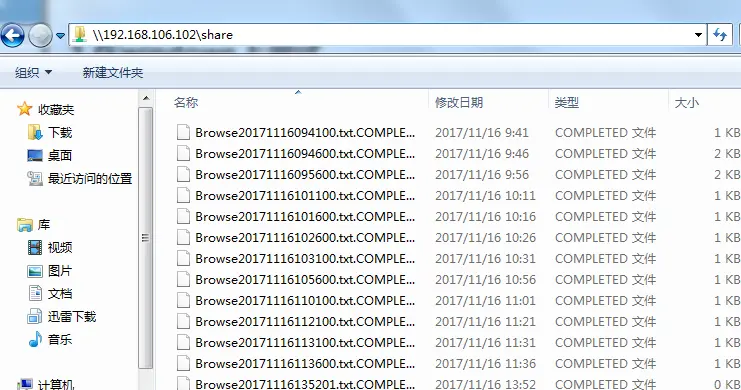 \\192.168.106.102\share
组织 新建文件夹
收藏夹
下载
桌面
最近访问的位置
库
视频
图片
文档
迅雷下载
音乐
计算机
名称 修改日期 类型 大小
Browse20171116094100.txt.COMPLE... 2017/11/16 9:41 COMPLETED 文件 1 KB
Browse20171116094600.txt.COMPLE... 2017/11/16 9:46 COMPLETED 文件 2 KB
Browse20171116095600.txt.COMPLE... 2017/11/16 9:56 COMPLETED 文件 2 KB
Browse20171116101100.txt.COMPLE... 2017/11/16 10:11 COMPLETED 文件 1 KB
Browse20171116101600.txt.COMPLE... 2017/11/16 10:16 COMPLETED 文件 1 KB
Browse20171116102600.txt.COMPLE... 2017/11/16 10:26 COMPLETED 文件 1 KB
Browse20171116103100.txt.COMPLE... 2017/11/16 10:31 COMPLETED 文件 1 KB
Browse20171116105600.txt.COMPLE... 2017/11/16 10:56 COMPLETED 文件 1 KB
Browse20171116110100.txt.COMPLE... 2017/11/16 11:01 COMPLETED 文件 1 KB
Browse20171116112100.txt.COMPLE... 2017/11/16 11:21 COMPLETED 文件 1 KB
Browse20171116113100.txt.COMPLE... 2017/11/16 11:31 COMPLETED 文件 1 KB
Browse20171116113600.txt.COMPLE... 2017/11/16 11:36 COMPLETED 文件 1 KB
Browse20171116135201.txt.COMPLE... 2017/11/16 13:52 COMPLETED 文件 0 KB